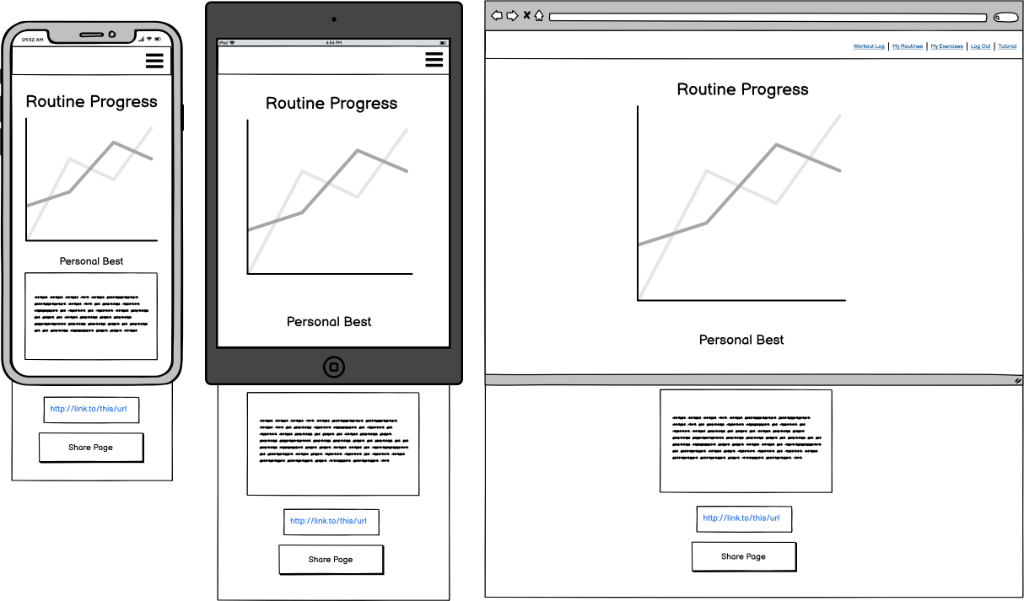 09:52 AM
Routine Progress
Personal Best
http://link.to/this/url
Share Page
iPad
4:54 PM
Routine Progress
Personal Best
http://link.to/this/url
Share Page
Workout Log | My Routines | My Exercises | Log Out | Tutorial
Routine Progress
Personal Best
http://link.to/this/url
Share Page